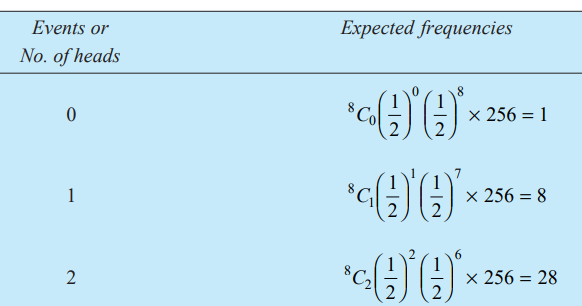 Events or Expected frequencies
No. of heads
0 ⁸C₀(1/2)⁰(1/2)⁸ × 256 = 1
1 ⁸C₁(1/2)¹(1/2)⁷ × 256 = 8
2 ⁸C₂(1/2)²(1/2)⁶ × 256 = 28